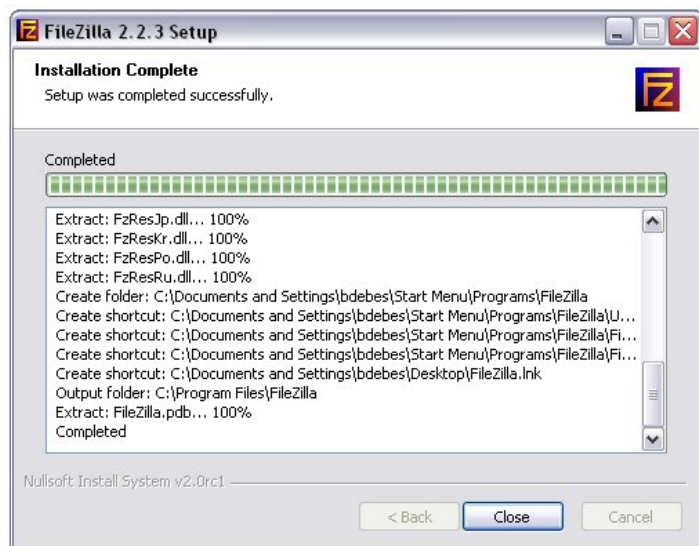 FileZilla 2.2.3 Setup
Installation Complete
Setup was completed successfully.
FZ
Completed
Extract: FzResJp.dll... 100%
Extract: FzResKr.dll... 100%
Extract: FzResPo.dll... 100%
Extract: FzResRu.dll... 100%
Create folder: C:\Documents and Settings\bdebes\Start Menu\Programs\FileZilla
Create shortcut: C:\Documents and Settings\bdebes\Start Menu\Programs\FileZilla\U...
Create shortcut: C:\Documents and Settings\bdebes\Start Menu\Programs\FileZilla\Fi...
Create shortcut: C:\Documents and Settings\bdebes\Start Menu\Programs\FileZilla\Fi...
Create shortcut: C:\Documents and Settings\bdebes\Desktop\FileZilla.lnk
Output folder: C:\Program Files\FileZilla
Extract: FileZilla.pdb... 100%
Completed
Nullsoft Install System v2.0rc1
< Back Close Cancel